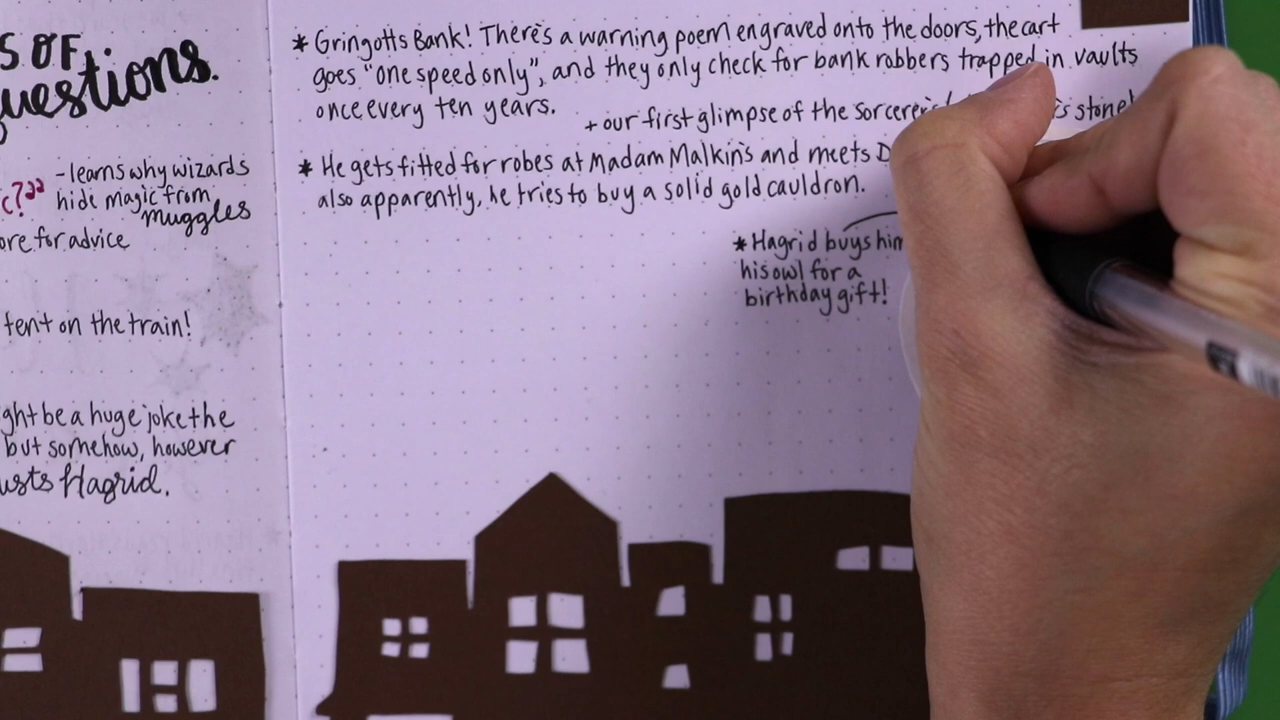 S OF
questions.
-learns why wizards
hide magic from
muggles
c???
ore for advice
tent on the train!
ght be a huge joke the
but somehow, however
usts Hagrid.
* Gringotts Bank! There's a warning poem engraved onto the doors, the cart
goes "one speed only", and they only check for bank robbers trapped in vaults
once every ten years.
+ our first glimpse of the Sorcerer's stone!
* He gets fitted for robes at Madam Malkin's and meets D
also apparently, he tries to buy a solid gold cauldron.
* Hagrid buys him
his owl for a
birthday gift!